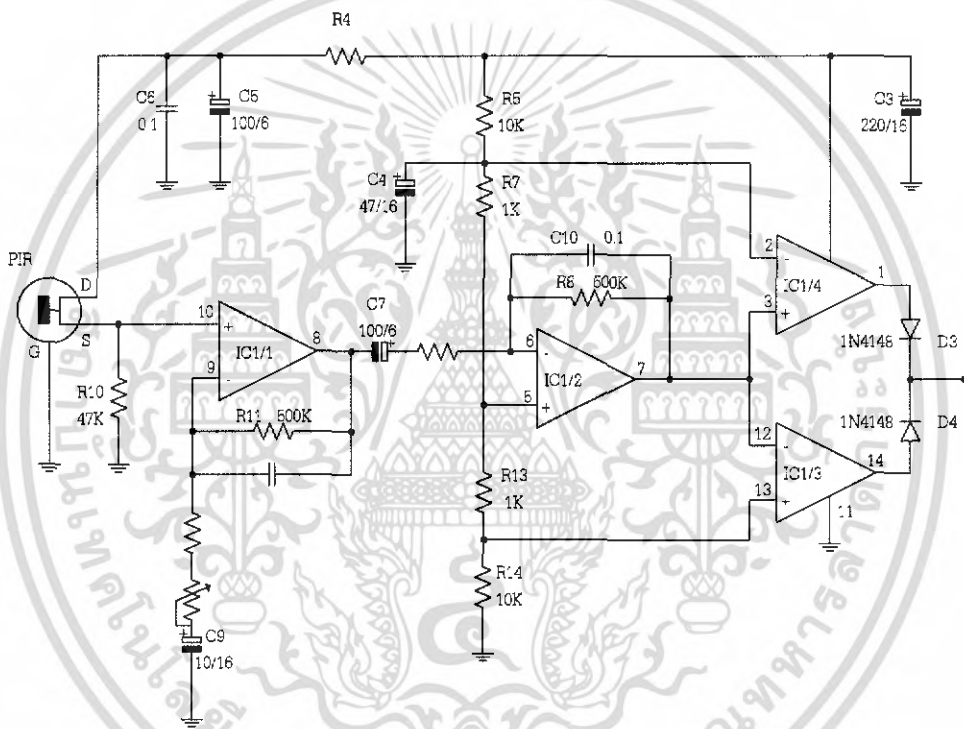 R4
C6
0.1
C5
100/6
R5
10K
C3
220/16
C4
47/16
R7
1K
C10 0.1
R8 500K
PIR
D
S
G
10
9
8
IC1/1
C7
100/6
6
5
7
IC1/2
2
3
1
IC1/4
1N4148
D3
1N4148
D4
12
13
14
IC1/3
11
R10
47K
R11 500K
R13
1K
R14
10K
C9
10/16